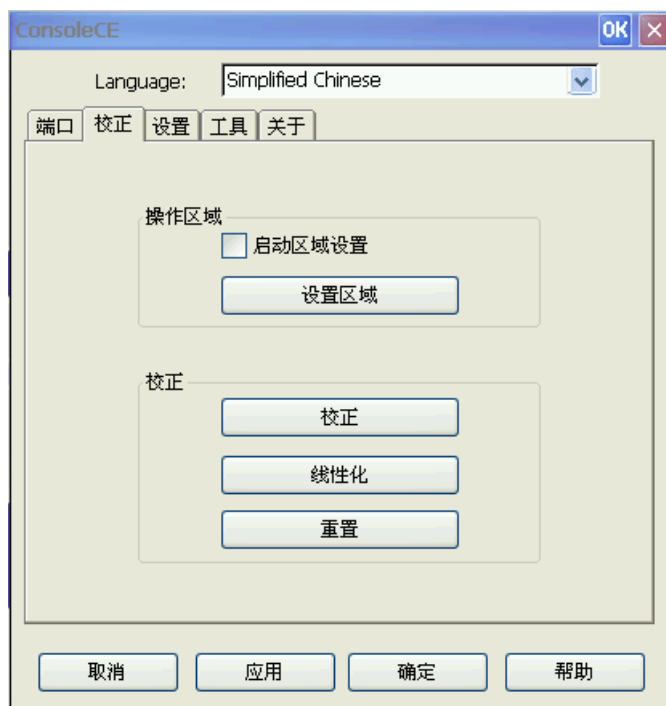 ConsoleCE OK
Language: Simplified Chinese
端口 校正 设置 工具 关于
操作区域
启动区域设置
设置区域
校正
校正
线性化
重置
取消 应用 确定 帮助